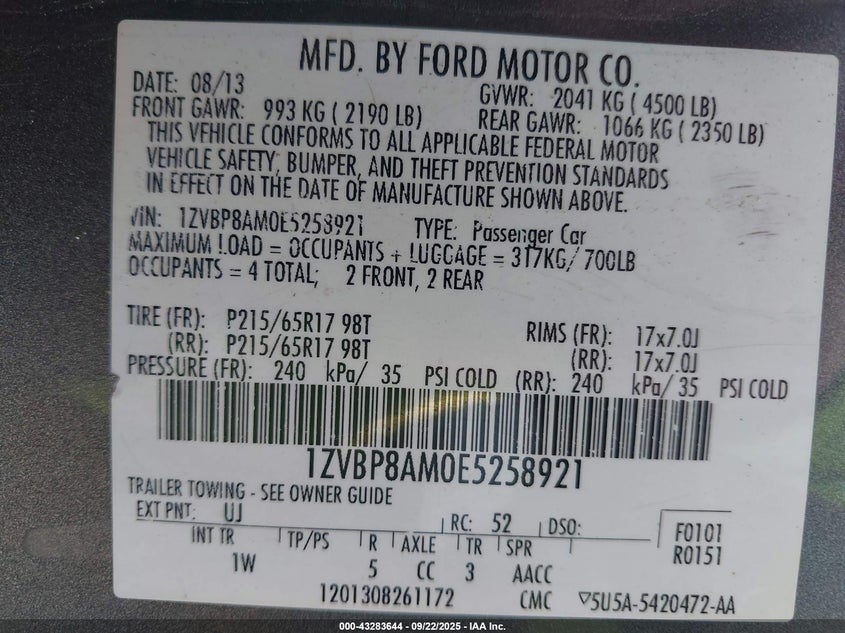 MFD. BY FORD MOTOR CO.
DATE: 08/13 GVWR: 2041 KG ( 4500 LB)
FRONT GAWR: 993 KG ( 2190 LB) REAR GAWR: 1066 KG ( 2350 LB)
THIS VEHICLE CONFORMS TO ALL APPLICABLE FEDERAL MOTOR
VEHICLE SAFETY, BUMPER, AND THEFT PREVENTION STANDARDS
IN EFFECT ON THE DATE OF MANUFACTURE SHOWN ABOVE.
VIN: 1ZVBP8AM0E5258921 TYPE: Passenger Car
MAXIMUM LOAD = OCCUPANTS + LUGGAGE = 317KG/ 700LB
OCCUPANTS = 4 TOTAL; 2 FRONT, 2 REAR
TIRE (FR): P215/65R17 98T RIMS (FR): 17x7.0J
(RR): P215/65R17 98T (RR): 17x7.0J
PRESSURE (FR): 240 kPa/ 35 PSI COLD (RR): 240 kPa/ 35 PSI COLD
1ZVBP8AM0E5258921
TRAILER TOWING - SEE OWNER GUIDE
EXT PNT: UJ RC: 52 DSO: F0101
INT TR TP/PS R AXLE TR SPR R0151
1W 5 CC 3 AACC
1201308261172 CMC ▽5U5A-5420472-AA
000-43283644 - 09/22/2025 - IAA Inc.